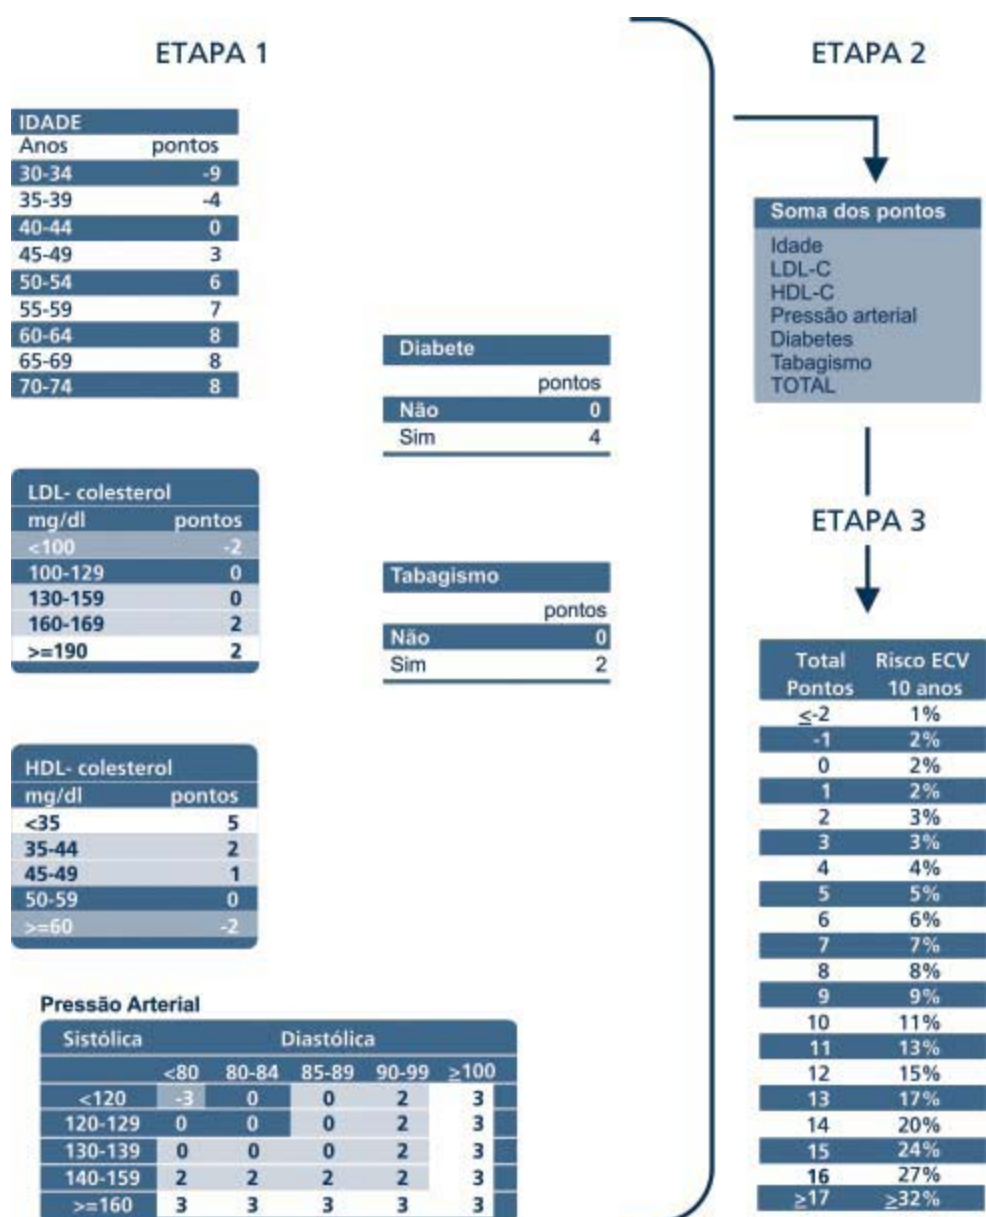 ETAPA 1
IDADE
Anos pontos
30-34 -9
35-39 -4
40-44 0
45-49 3
50-54 6
55-59 7
60-64 8
65-69 8
70-74 8
LDL- colesterol
mg/dl pontos
<100 -2
100-129 0
130-159 0
160-169 2
>=190 2
HDL- colesterol
mg/dl pontos
<35 5
35-44 2
45-49 1
50-59 0
>=60 -2
Diabete
pontos
Não 0
Sim 4
Tabagismo
pontos
Não 0
Sim 2
Pressão Arterial
Sistólica Diastólica
<80 80-84 85-89 90-99 ≥100
<120 -3 0 0 2 3
120-129 0 0 0 2 3
130-139 0 0 0 2 3
140-159 2 2 2 2 3
>=160 3 3 3 3 3
ETAPA 2
Soma dos pontos
Idade
LDL-C
HDL-C
Pressão arterial
Diabetes
Tabagismo
TOTAL
ETAPA 3
Total Risco ECV
Pontos 10 anos
≤-2 1%
-1 2%
0 2%
1 2%
2 3%
3 3%
4 4%
5 5%
6 6%
7 7%
8 8%
9 9%
10 11%
11 13%
12 15%
13 17%
14 20%
15 24%
16 27%
≥17 ≥32%